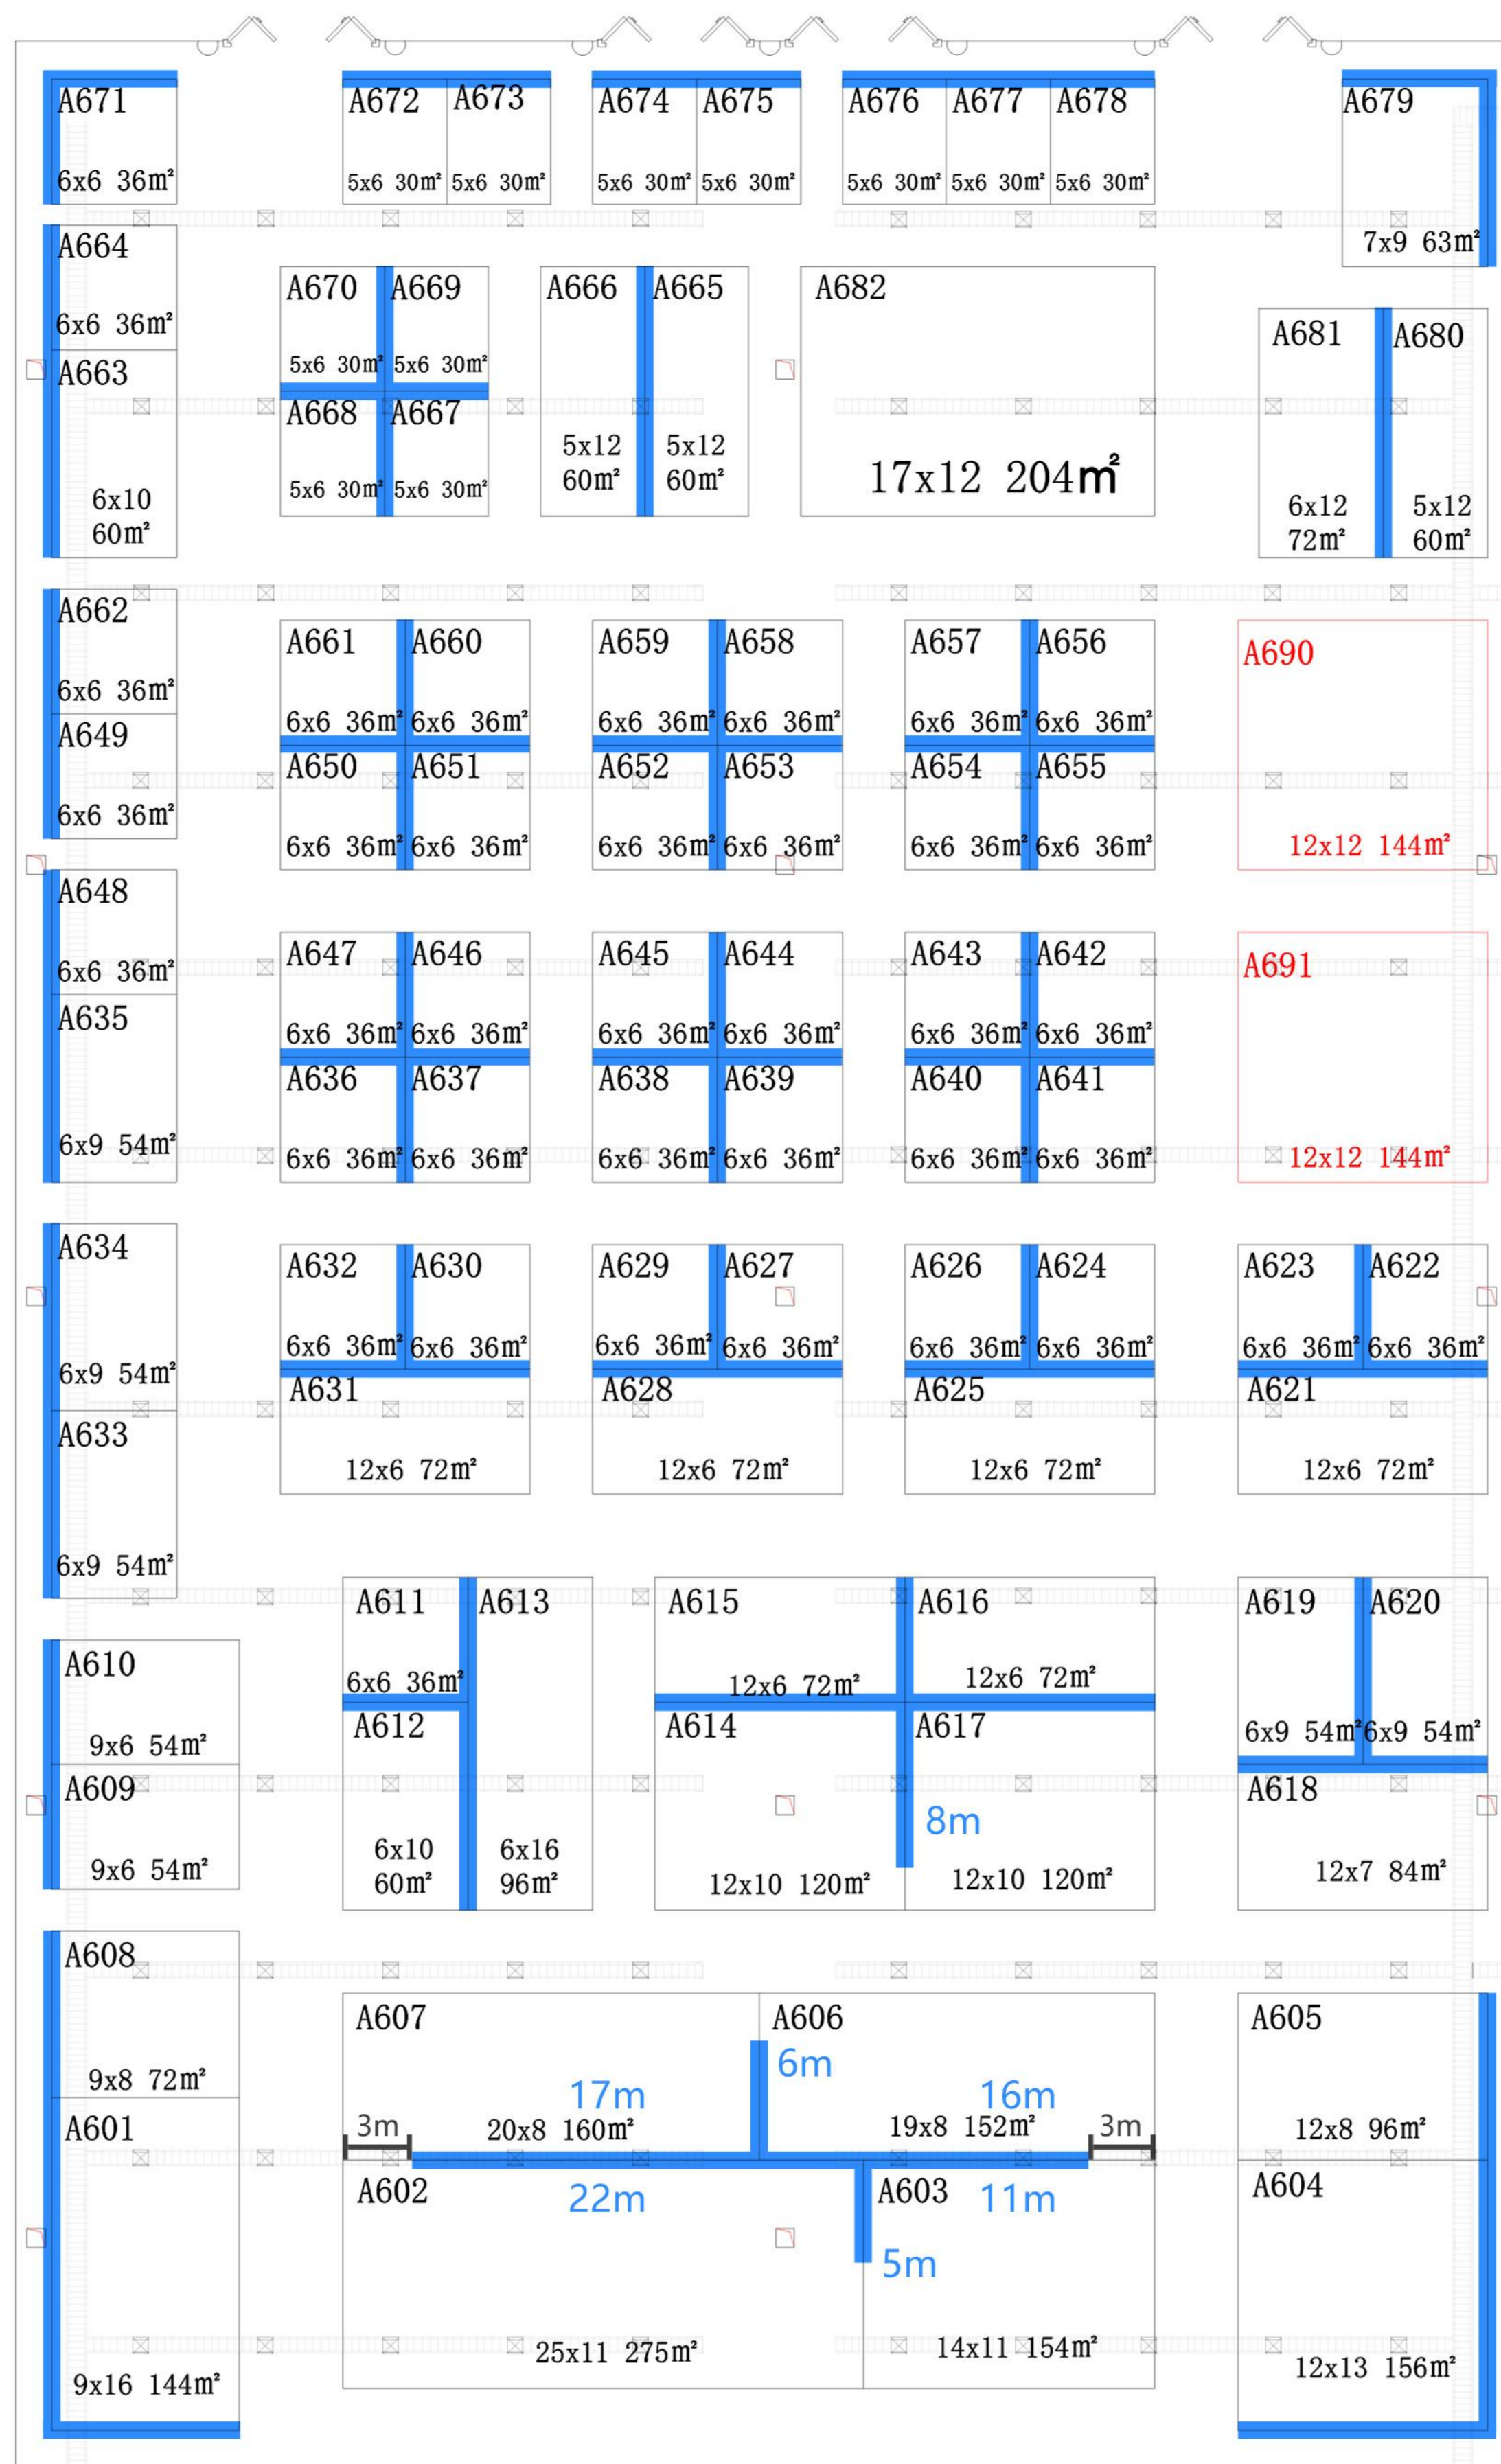 A671
6x6 36m²
A672
5x6 30m²
A673
5x6 30m²
A674
5x6 30m²
A675
5x6 30m²
A676
5x6 30m²
A677
5x6 30m²
A678
5x6 30m²
A679
7x9 63m²
A664
6x6 36m²
A663
6x10
60m²
A670
5x6 30m²
A669
5x6 30m²
A668
5x6 30m²
A667
5x6 30m²
A666
5x12
60m²
A665
5x12
60m²
A682
17x12 204m²
A681
6x12
72m²
A680
5x12
60m²
A662
6x6 36m²
A649
6x6 36m²
A661
6x6 36m²
A660
6x6 36m²
A650
6x6 36m²
A651
6x6 36m²
A659
6x6 36m²
A658
6x6 36m²
A652
6x6 36m²
A653
6x6 36m²
A657
6x6 36m²
A656
6x6 36m²
A654
6x6 36m²
A655
6x6 36m²
A690
12x12 144m²
A648
6x6 36m²
A635
6x9 54m²
A647
6x6 36m²
A646
6x6 36m²
A636
6x6 36m²
A637
6x6 36m²
A645
6x6 36m²
A644
6x6 36m²
A638
6x6 36m²
A639
6x6 36m²
A643
6x6 36m²
A642
6x6 36m²
A640
6x6 36m²
A641
6x6 36m²
A691
12x12 144m²
A634
6x9 54m²
A633
6x9 54m²
A632
6x6 36m²
A630
6x6 36m²
A631
12x6 72m²
A629
6x6 36m²
A627
6x6 36m²
A628
12x6 72m²
A626
6x6 36m²
A624
6x6 36m²
A625
12x6 72m²
A623
6x6 36m²
A622
6x6 36m²
A621
12x6 72m²
A610
9x6 54m²
A609
9x6 54m²
A611
6x6 36m²
A612
6x10
60m²
A613
6x16
96m²
A615
12x6 72m²
A616
12x6 72m²
A614
12x10 120m²
A617
8m
12x10 120m²
A619
6x9 54m²
A620
6x9 54m²
A618
12x7 84m²
A608
9x8 72m²
A601
9x16 144m²
A607
17m
3m
20x8 160m²
A606
6m
16m
19x8 152m²
3m
A602
22m
25x11 275m²
A603
11m
5m
14x11 154m²
A605
12x8 96m²
A604
12x13 156m²